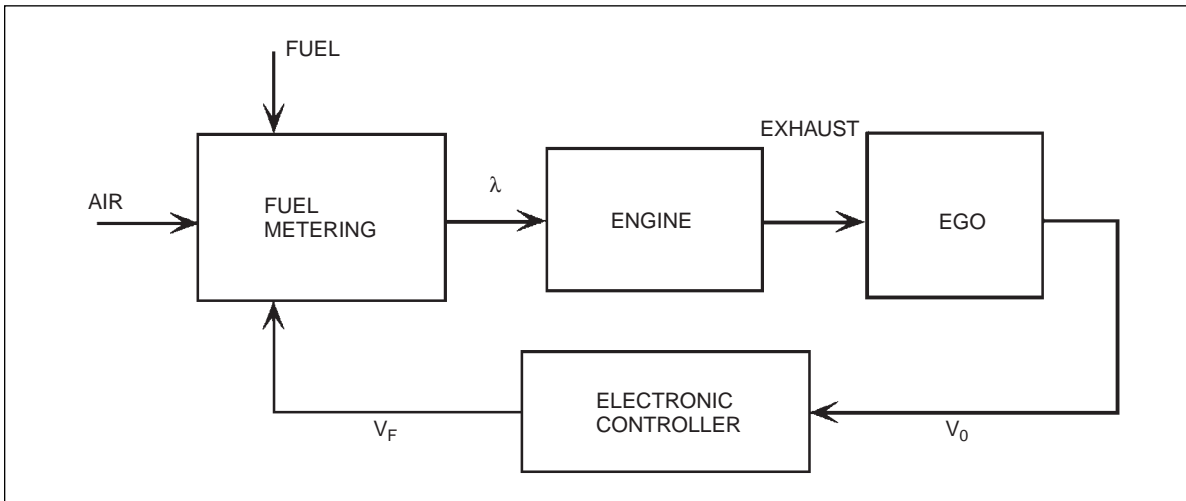 FUEL
EXHAUST
AIR
FUEL
METERING
λ
ENGINE
EGO
ELECTRONIC
CONTROLLER
V_F
V_0